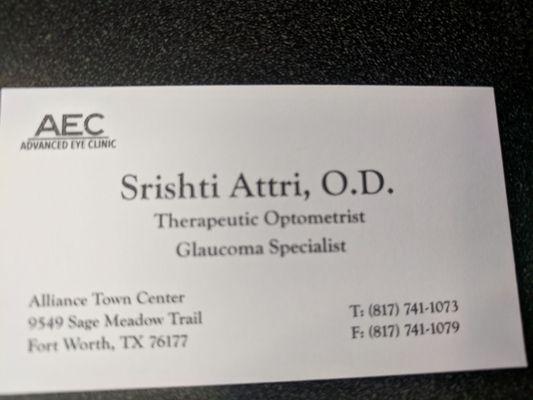 AEC
ADVANCED EYE CLINIC
Srishti Attri, O.D.
Therapeutic Optometrist
Glaucoma Specialist
Alliance Town Center
9549 Sage Meadow Trail
Fort Worth, TX 76177
T: (817) 741-1073
F: (817) 741-1079